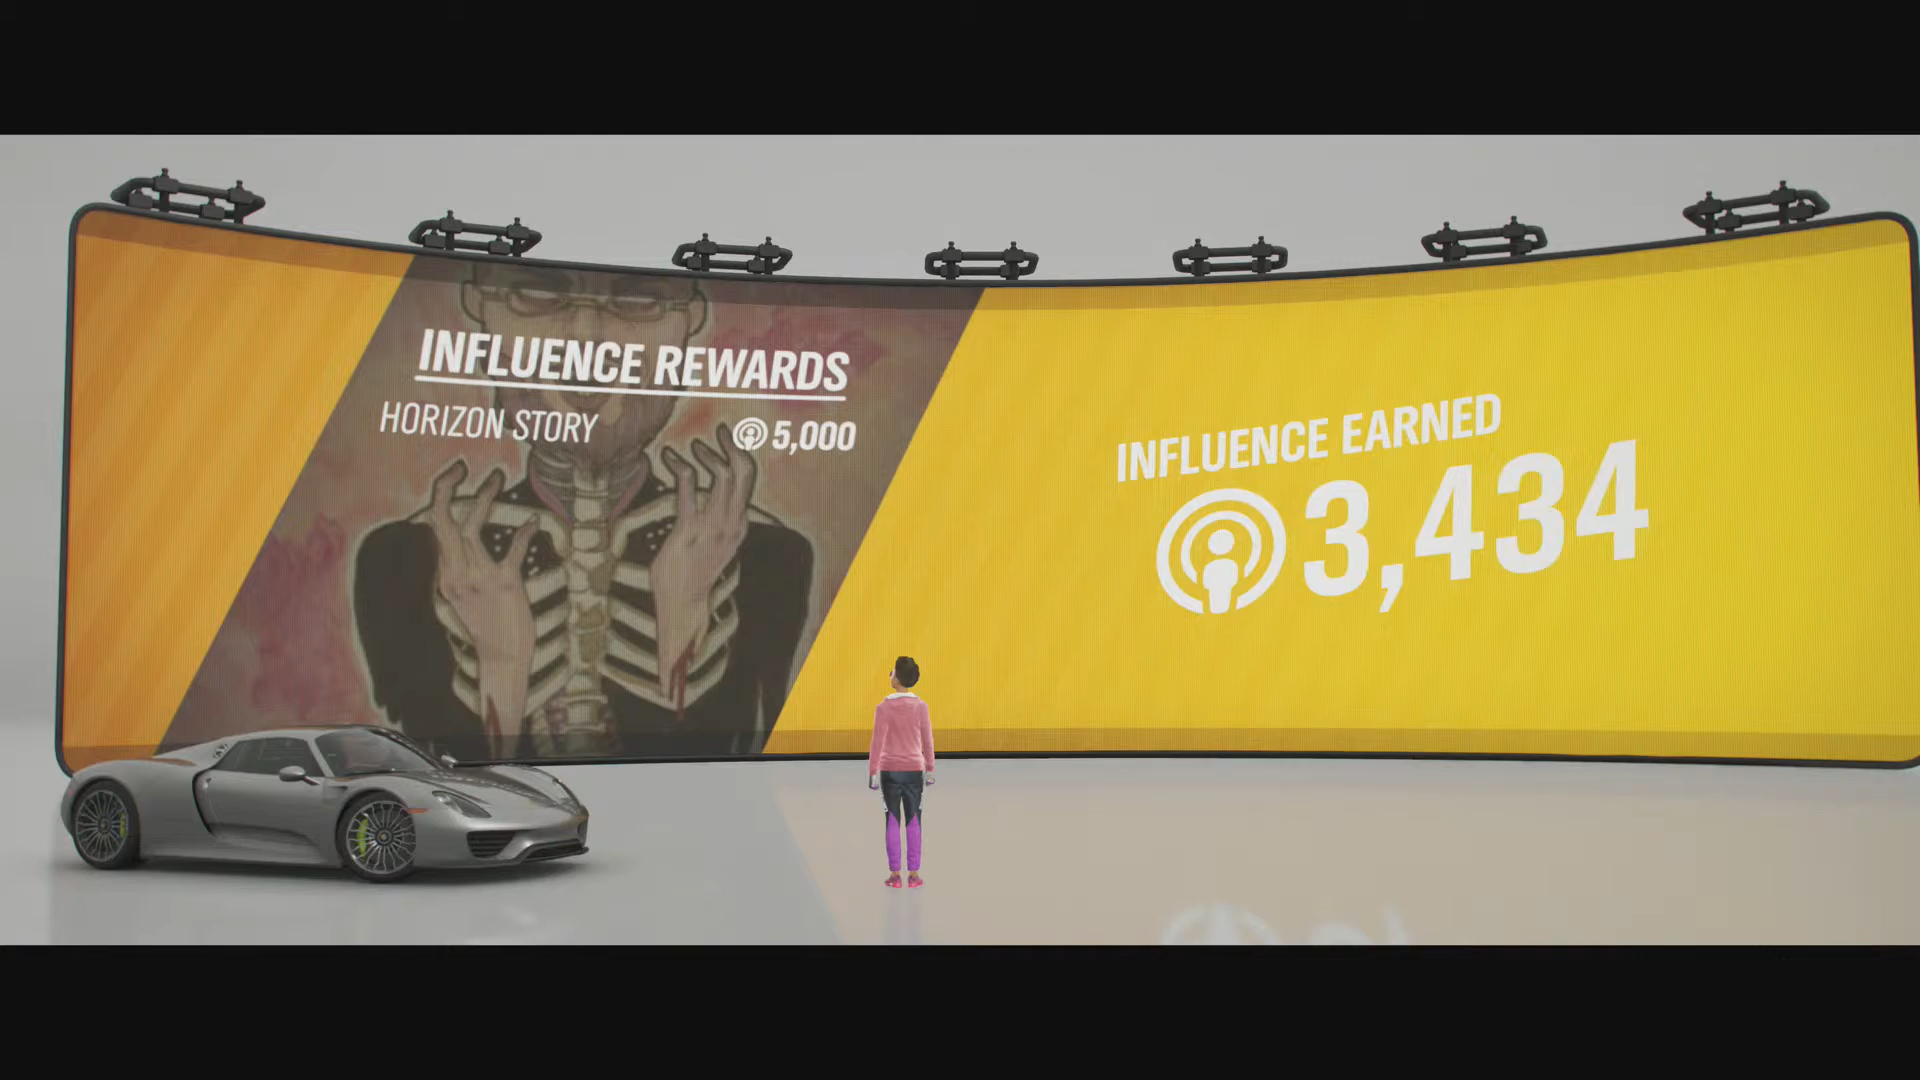 INFLUENCE REWARDS
HORIZON STORY 5,000
INFLUENCE EARNED
3,434